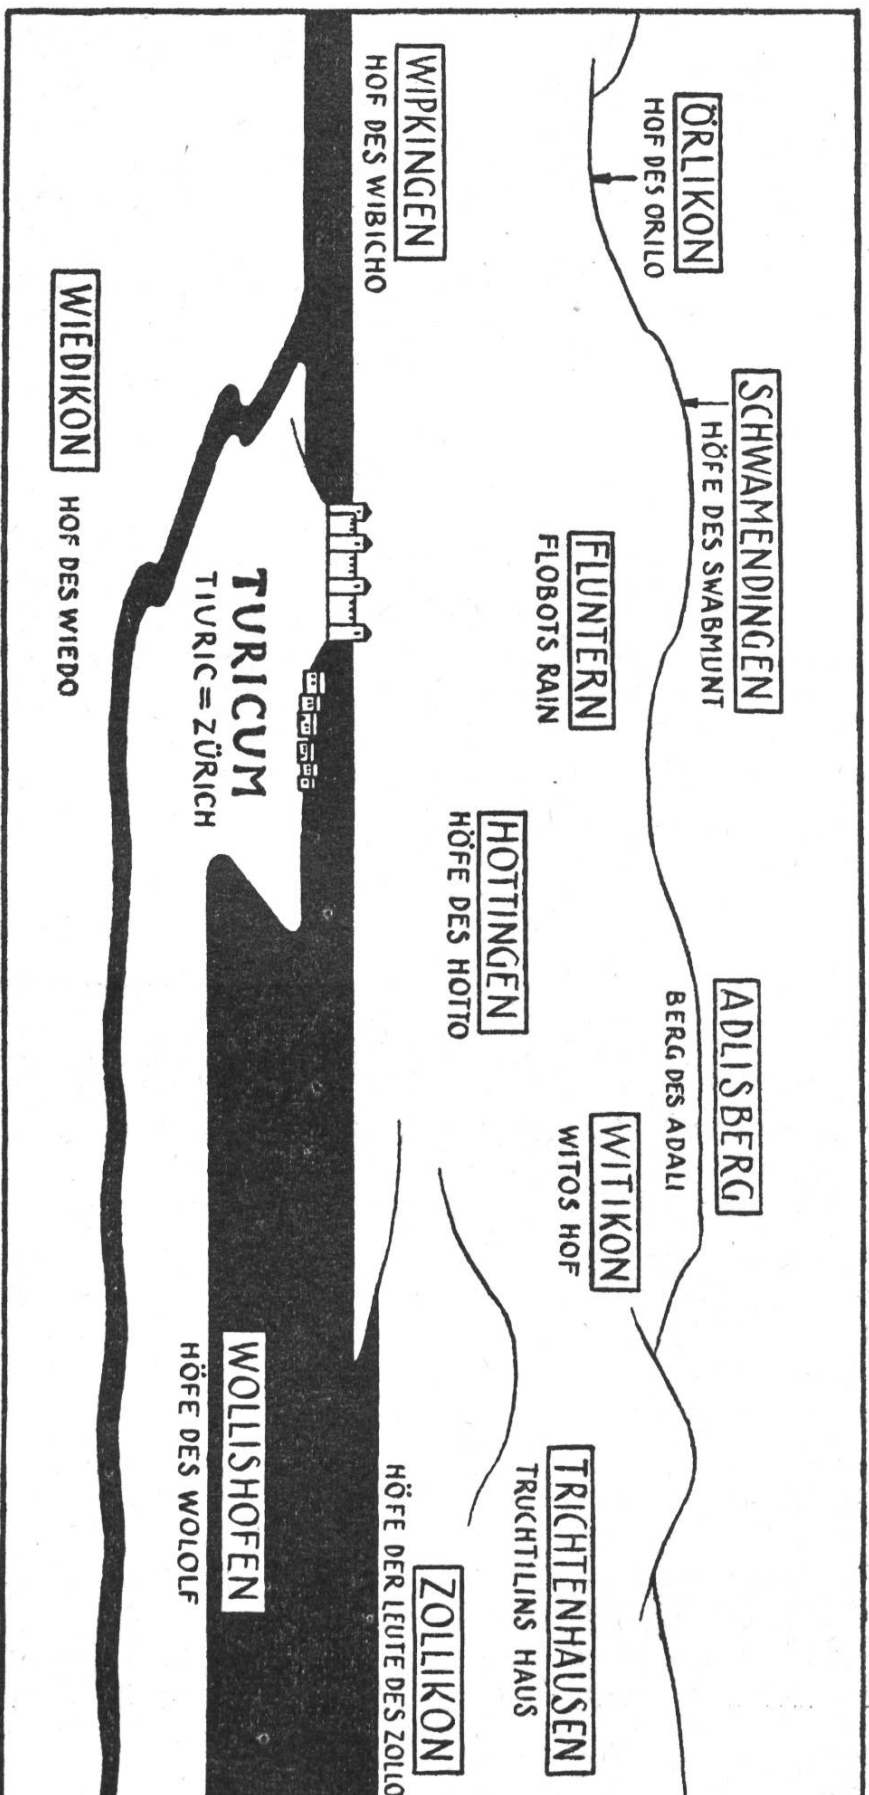 ÖRLIKON
HOF DES ORILO
SCHWAMENDINGEN
HÖFE DES SWABMUNT
ADLISBERG
BERG DES ADALI
FLUNTERN
FLOBOTS RAIN
WITIKON
WITOS HOF
TRICHTENHAUSEN
TRUCHTILINS HAUS
WIPKINGEN
HOF DES WIBICHO
HOTTINGEN
HÖFE DES HOTTO
ZOLLIKON
HÖFE DER LEUTE DES ZOLLO
TURICUM
TIURIC=ZÜRICH
WOLLISHOFEN
HÖFE DES WOLOLF
WIEDIKON
HOF DES WIEDO